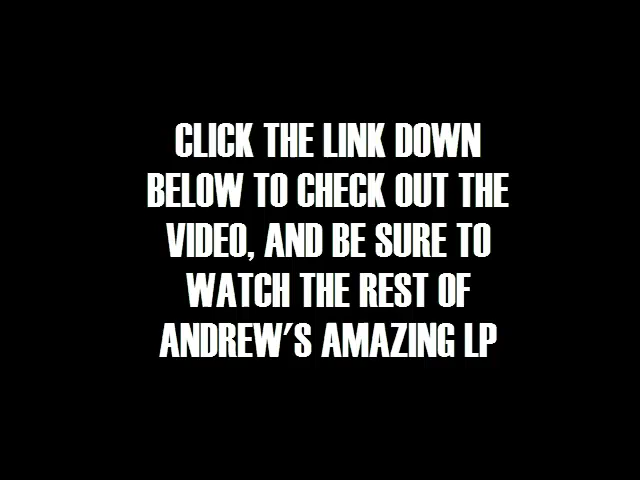 CLICK THE LINK DOWN
BELOW TO CHECK OUT THE
VIDEO, AND BE SURE TO
WATCH THE REST OF
ANDREW'S AMAZING LP